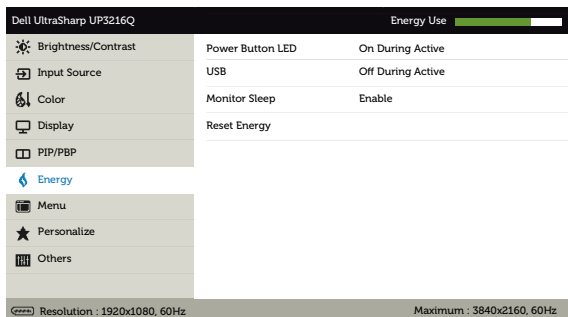 Dell UltraSharp UP3216Q Energy Use
Brightness/Contrast Power Button LED On During Active
Input Source USB Off During Active
Color Monitor Sleep Enable
Display Reset Energy
PIP/PBP
Energy
Menu
Personalize
Others
Resolution : 1920x1080, 60Hz Maximum : 3840x2160, 60Hz